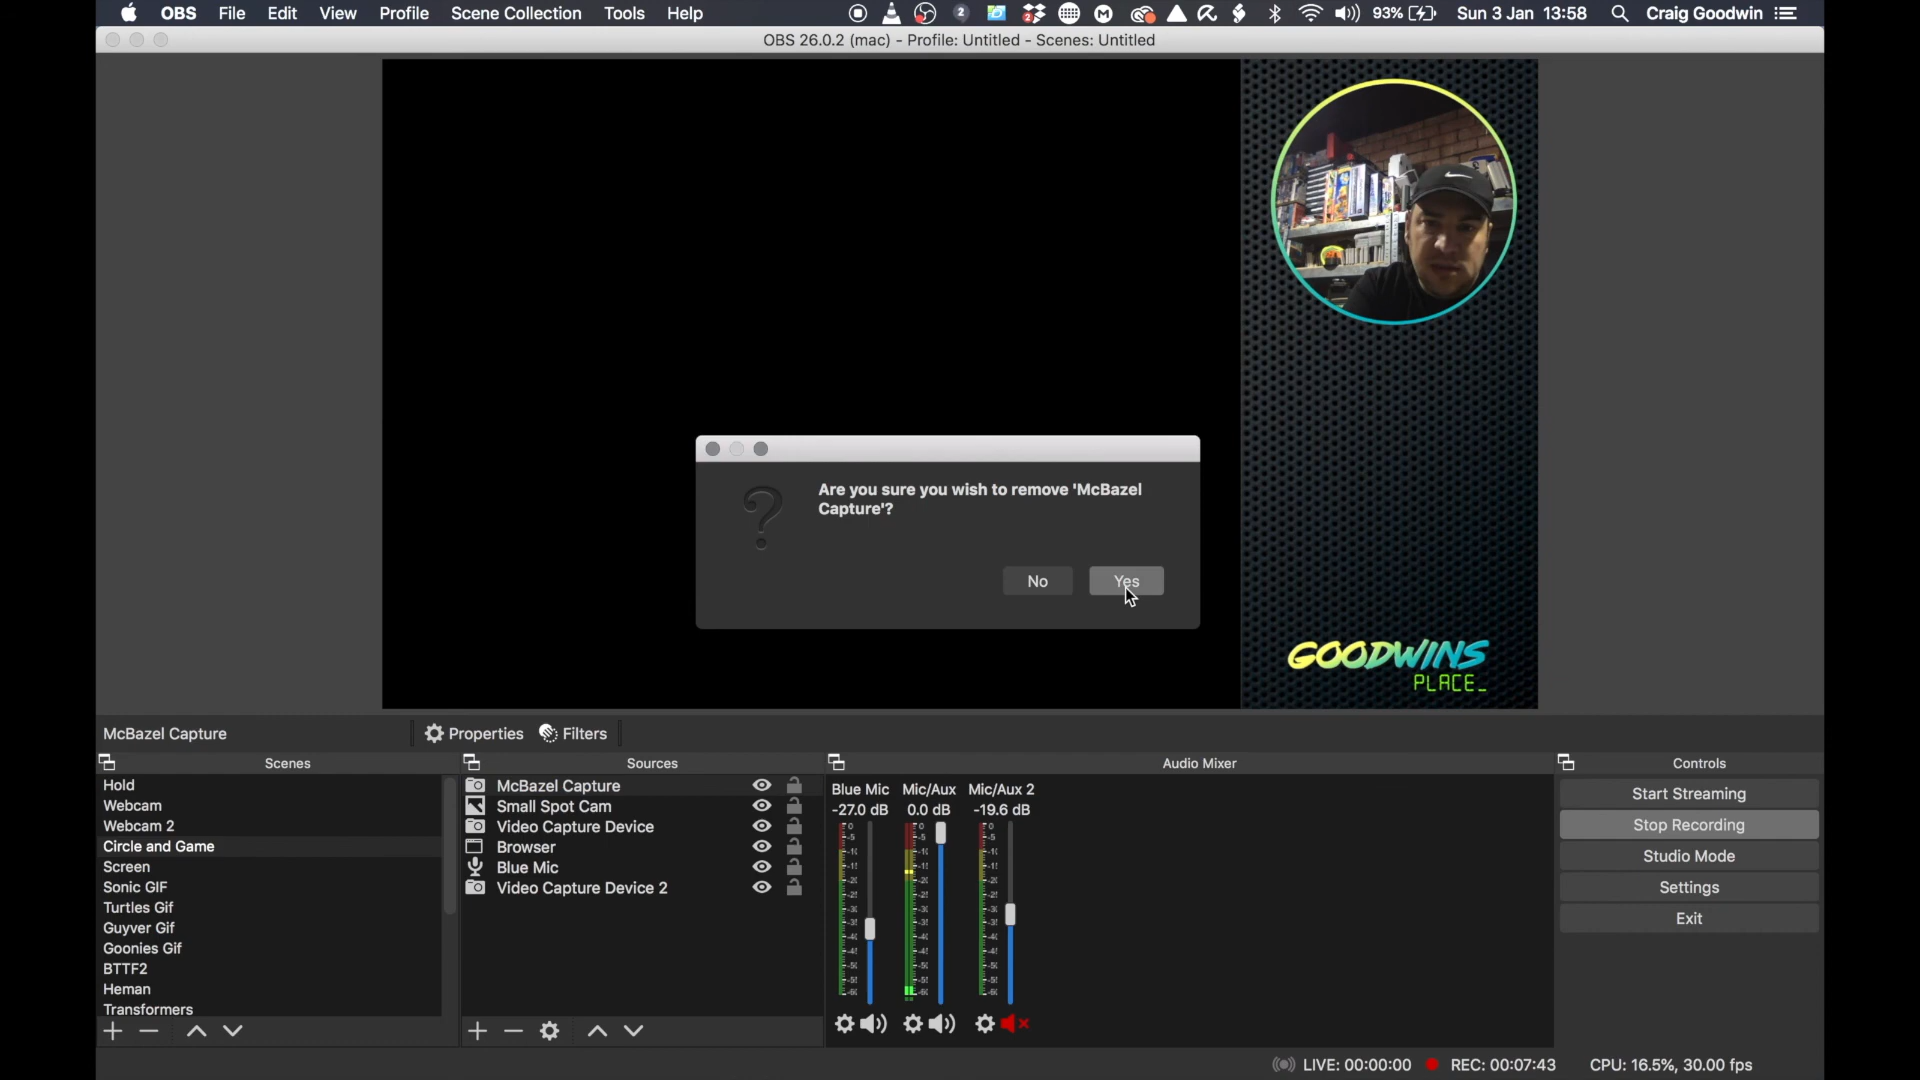 OBS File Edit View Profile Scene Collection Tools Help 2 2 93% Sun 3 Jan 13:58 Craig Goodwin
OBS 26.0.2 (mac) - Profile: Untitled - Scenes: Untitled
Are you sure you wish to remove 'McBazel
Capture'?
No Yes
GOODWINS
PLACE_
McBazel Capture Properties Filters
Scenes
Hold
Webcam
Webcam 2
Circle and Game
Screen
Sonic GIF
Turtles Gif
Guyver Gif
Goonies Gif
BTTF2
Heman
Transformers
Sources
McBazel Capture
Small Spot Cam
Video Capture Device
Browser
Blue Mic
Video Capture Device 2
Audio Mixer
Blue Mic Mic/Aux Mic/Aux 2
-27.0 dB 0.0 dB -19.6 dB
Controls
Start Streaming
Stop Recording
Studio Mode
Settings
Exit
LIVE: 00:00:00 REC: 00:07:43 CPU: 16.5%, 30.00 fps